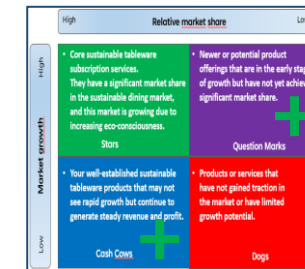 High Relative market share
Market growth
High
Low
• Core sustainable tableware
subscription services.
They have a significant market share
in the sustainable dining market,
and this market is growing due to
increasing eco-consciousness.
Stars
• Newer or potential product
offerings that are in the early
of growth but have not yet
significant market share.
Question Marks
• Your well-established sustainable
tableware products that may not
see rapid growth but continue to
generate steady revenue and profit.
Cash Cows
• Products or services that
have not gained traction in
the market or have limited
growth potential.
Dogs